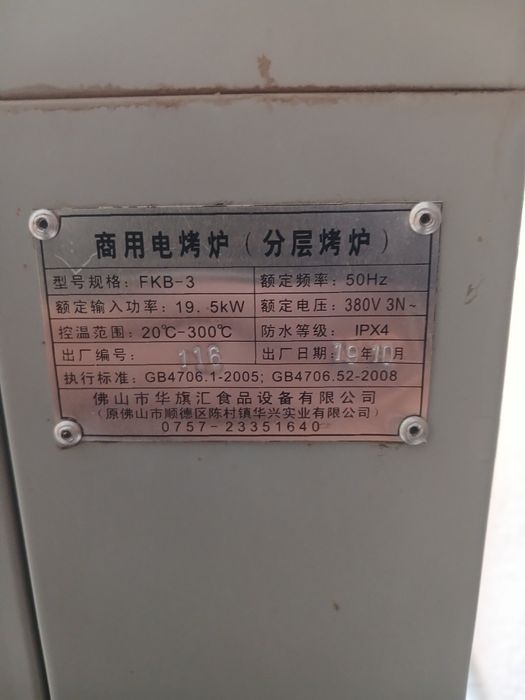 商用电烤炉（分层烤炉）
型号规格：FKB-3 额定频率：50Hz
额定输入功率：19.5kW 额定电压：380V 3N~
控温范围：20℃-300℃ 防水等级：IPX4
出厂编号：116 出厂日期：19年10月
执行标准：GB4706.1-2005; GB4706.52-2008
佛山市华旗汇食品设备有限公司
（原佛山市顺德区陈村镇华兴实业有限公司）
0757-23351640